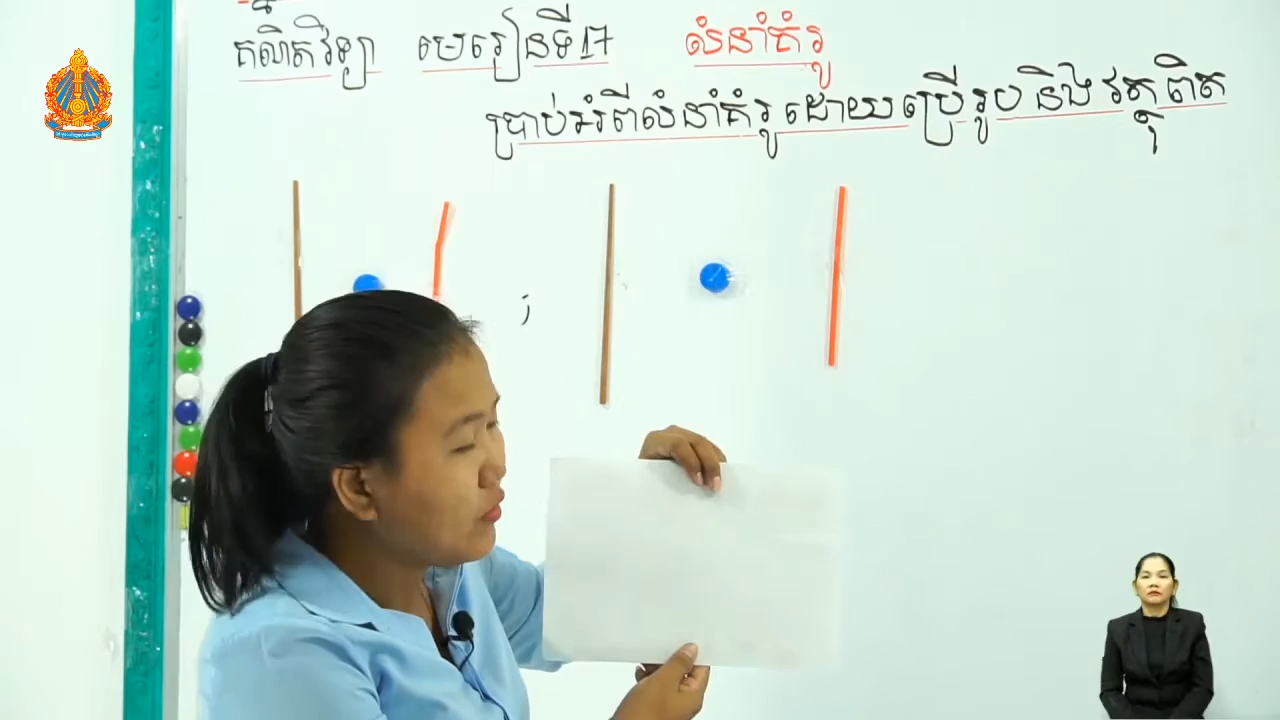 គណិតវិទ្យា មេរៀនទី17 លំនាំគំរូ
ប្រាប់អំពីលំនាំគំរូ ដោយប្រើ រូប និង វត្ថុពិត
;